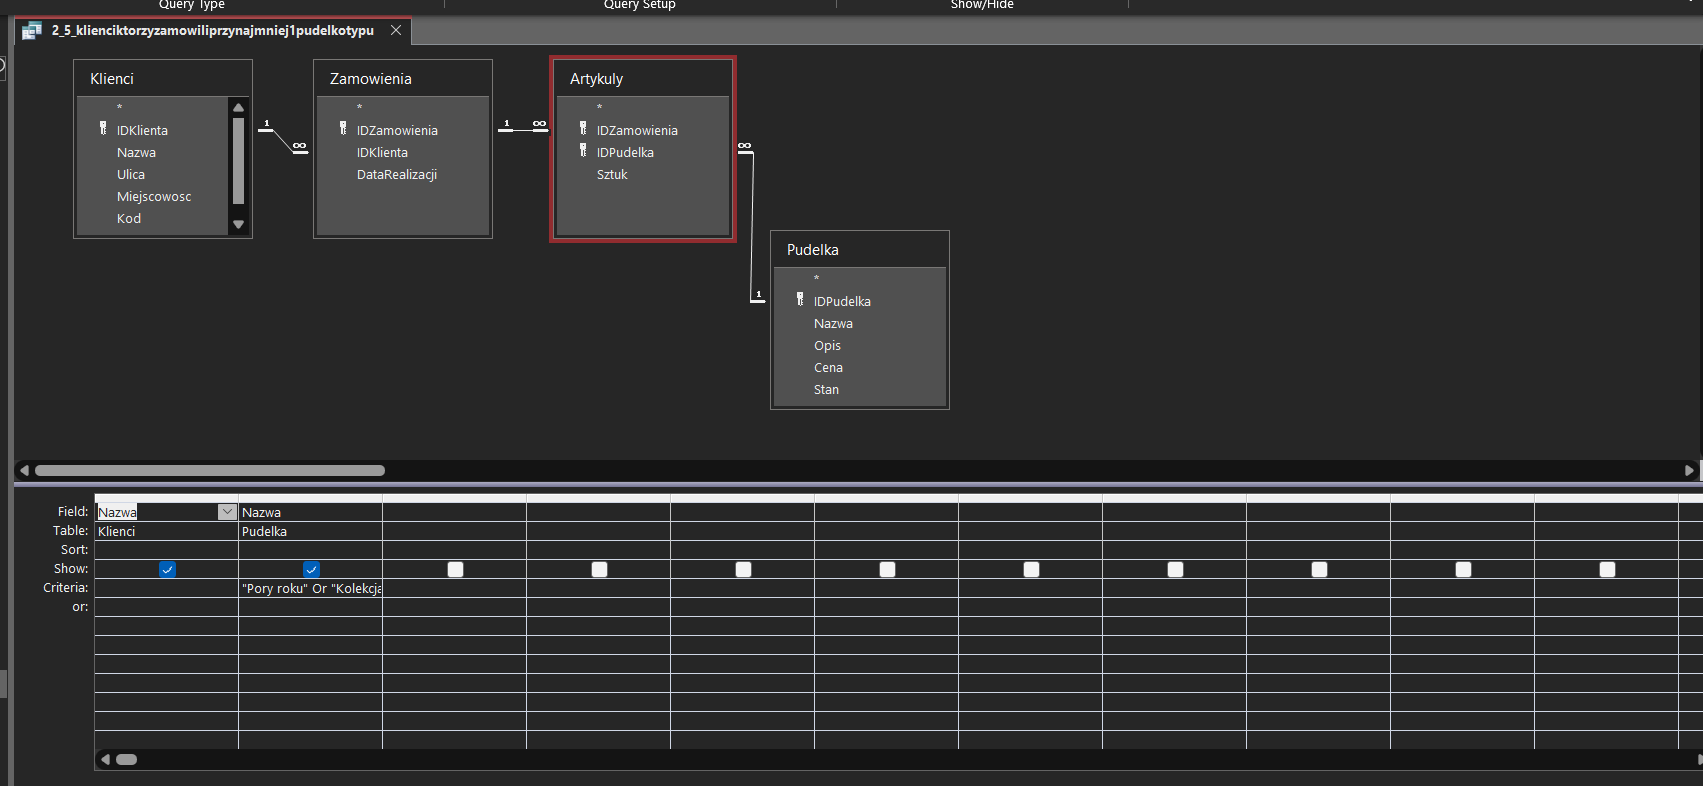 Query Type
Query Setup
Show/Hide
2_5_klienciktorzyzamowiliprzynajmniej1pudelkotypu
Klienci
*
IDKlienta
Nazwa
Ulica
Miejscowosc
Kod
1
∞
Zamowienia
*
IDZamowienia
IDKlienta
DataRealizacji
1
∞
Artykuly
*
IDZamowienia
IDPudelka
Sztuk
∞
1
Pudelka
*
IDPudelka
Nazwa
Opis
Cena
Stan
Field: Nazwa Nazwa
Table: Klienci Pudelka
Sort:
Show:
Criteria: "Pory roku" Or "Kolekcja
or: